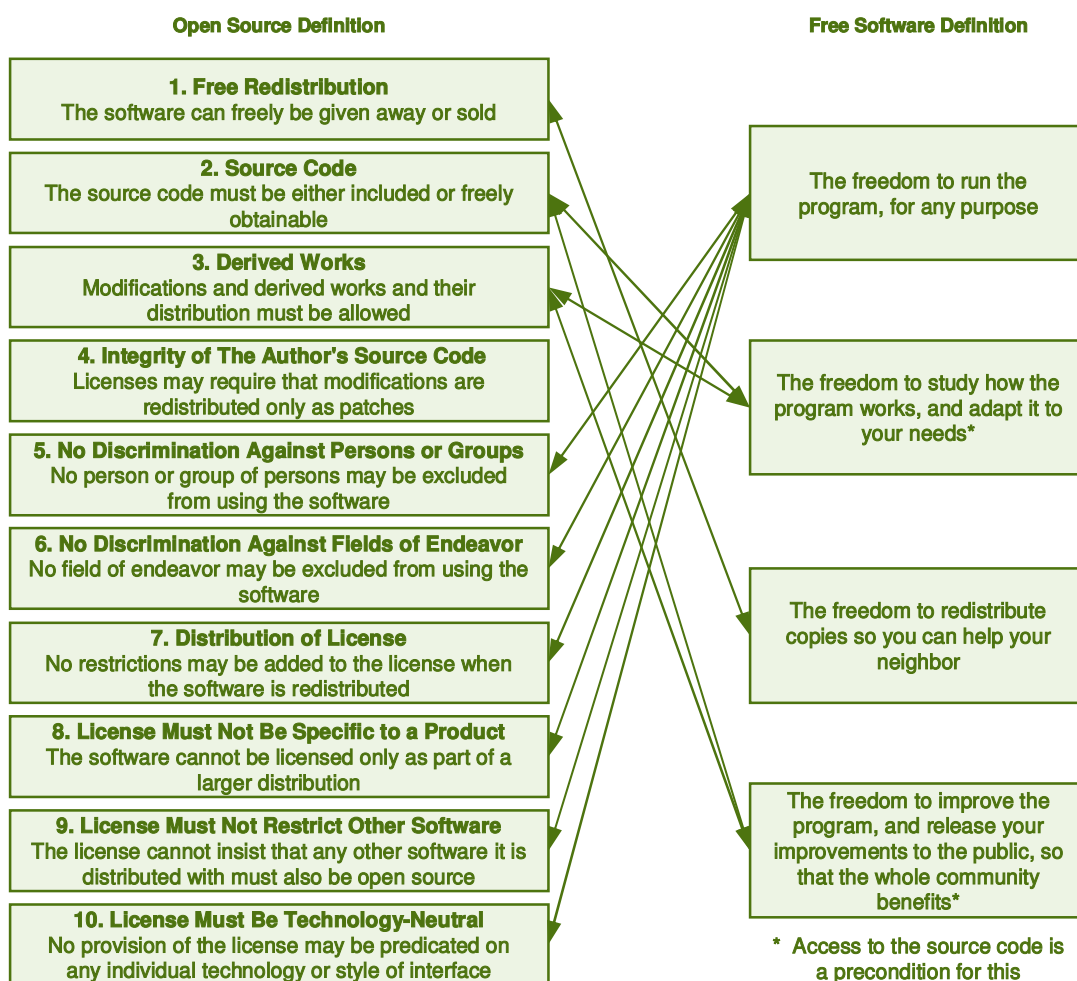 Open Source Definition
1. Free Redistribution
The software can freely be given away or sold
2. Source Code
The source code must be either included or freely
obtainable
3. Derived Works
Modifications and derived works and their
distribution must be allowed
4. Integrity of The Author's Source Code
Licenses may require that modifications are
redistributed only as patches
5. No Discrimination Against Persons or Groups
No person or group of persons may be excluded
from using the software
6. No Discrimination Against Fields of Endeavor
No field of endeavor may be excluded from using the
software
7. Distribution of License
No restrictions may be added to the license when
the software is redistributed
8. License Must Not Be Specific to a Product
The software cannot be licensed only as part of a
larger distribution
9. License Must Not Restrict Other Software
The license cannot insist that any other software it is
distributed with must also be open source
10. License Must Be Technology-Neutral
No provision of the license may be predicated on
any individual technology or style of interface
Free Software Definition
The freedom to run the
program, for any purpose
The freedom to study how the
program works, and adapt it to
your needs*
The freedom to redistribute
copies so you can help your
neighbor
The freedom to improve the
program, and release your
improvements to the public, so
that the whole community
benefits*
* Access to the source code is
a precondition for this